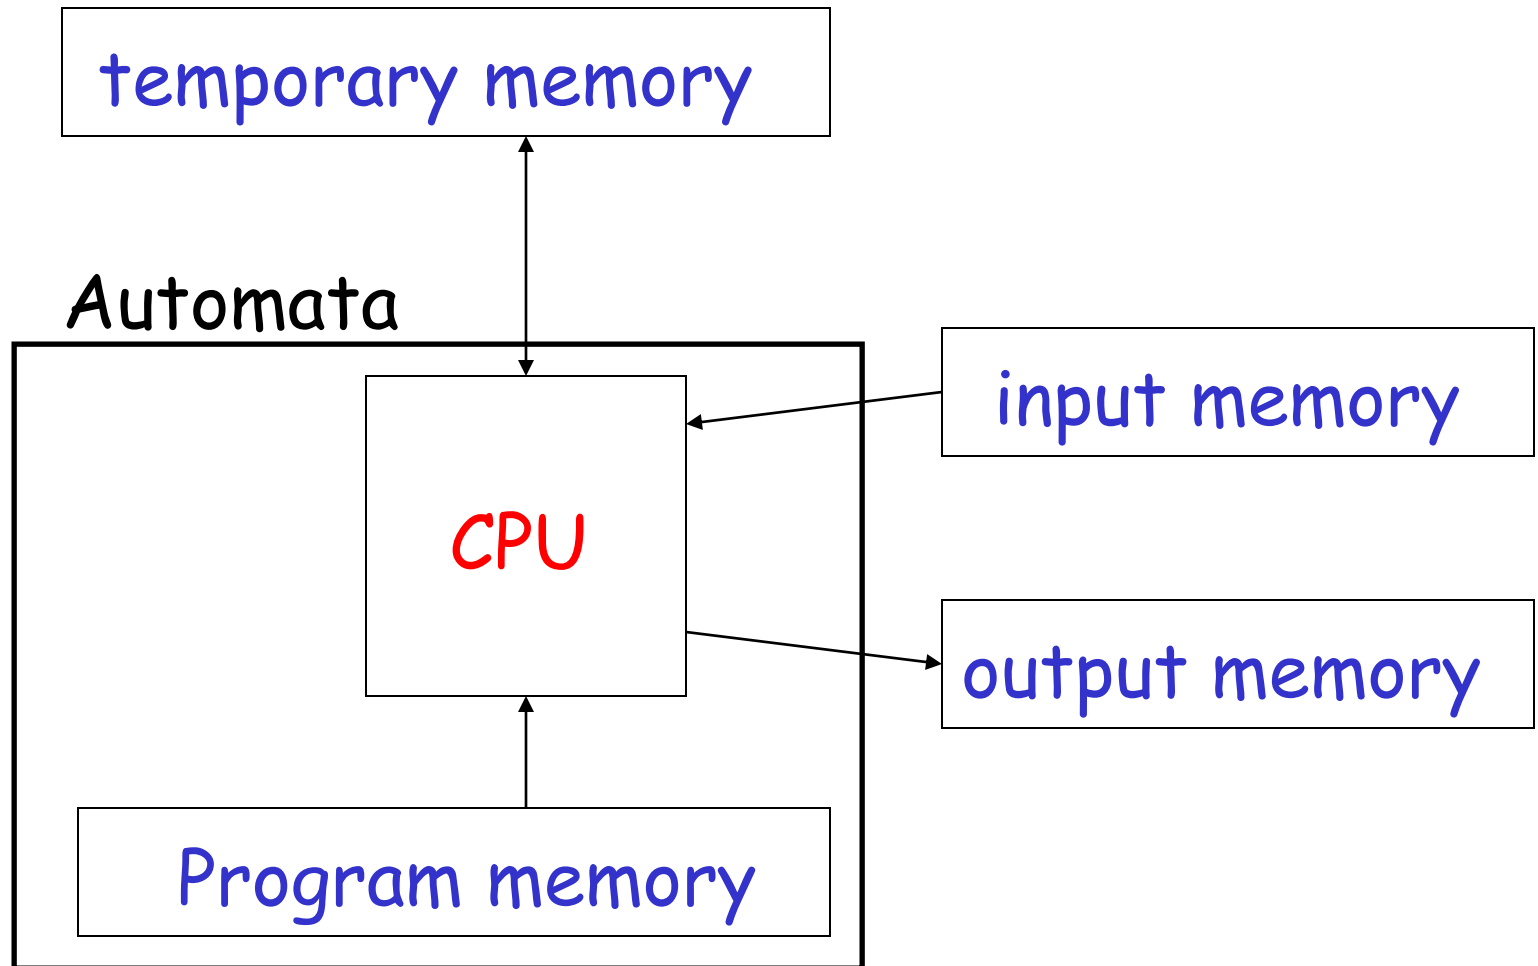 temporary memory
Automata
input memory
CPU
output memory
Program memory